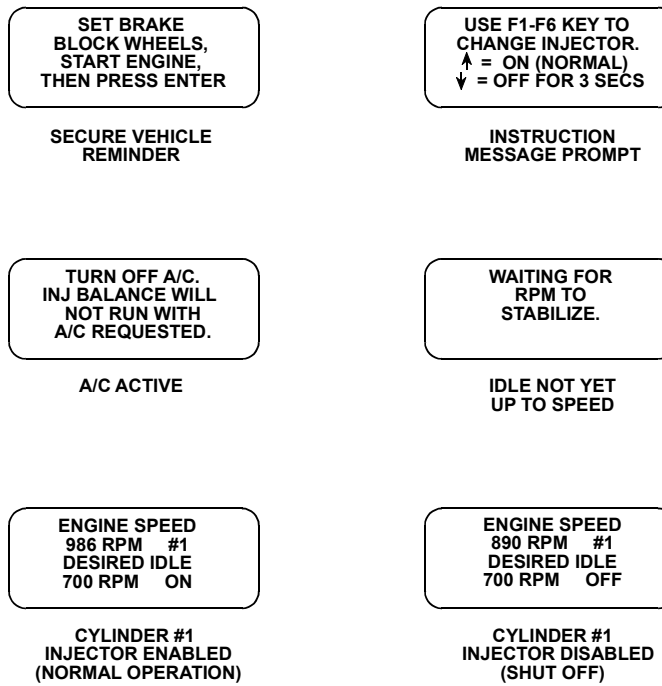 SET BRAKE
BLOCK WHEELS,
START ENGINE,
THEN PRESS ENTER
SECURE VEHICLE
REMINDER
USE F1-F6 KEY TO
CHANGE INJECTOR.
↑ = ON (NORMAL)
↓ = OFF FOR 3 SECS
INSTRUCTION
MESSAGE PROMPT
TURN OFF A/C.
INJ BALANCE WILL
NOT RUN WITH
A/C REQUESTED.
A/C ACTIVE
WAITING FOR
RPM TO
STABILIZE.
IDLE NOT YET
UP TO SPEED
ENGINE SPEED
986 RPM #1
DESIRED IDLE
700 RPM ON
CYLINDER #1
INJECTOR ENABLED
(NORMAL OPERATION)
ENGINE SPEED
890 RPM #1
DESIRED IDLE
700 RPM OFF
CYLINDER #1
INJECTOR DISABLED
(SHUT OFF)